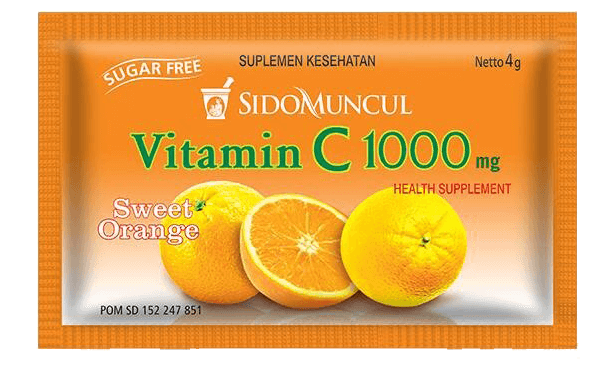 SUGAR FREE
SUPLEMEN KESEHATAN
Netto 4g
SIDOMUNCUL
Vitamin C 1000 mg
HEALTH SUPPLEMENT
Sweet
Orange
POM SD 152 247 851